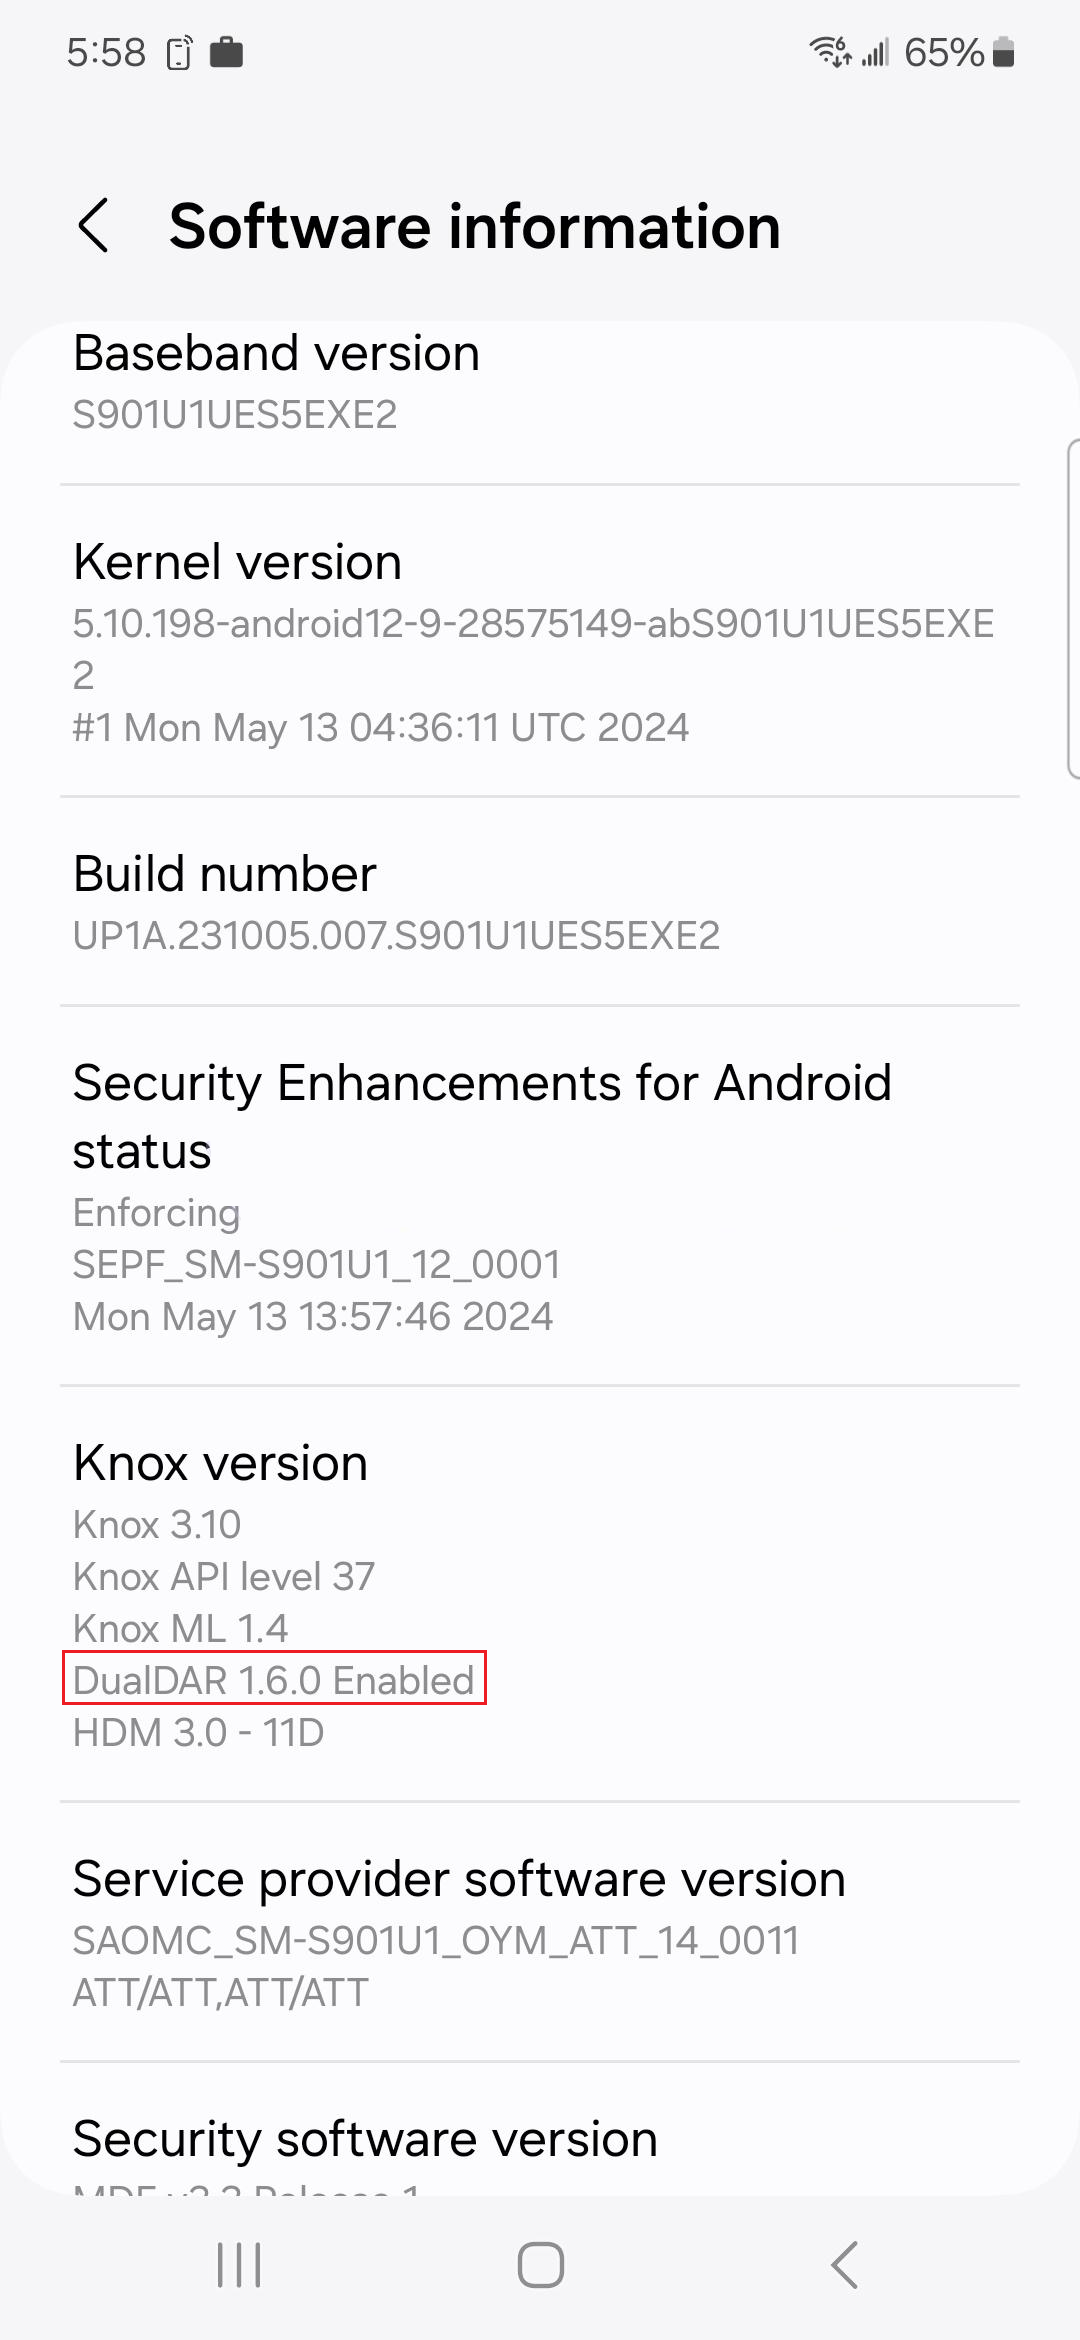 5:58 6 65%
Software information
Baseband version
S901U1UES5EXE2
Kernel version
5.10.198-android12-9-28575149-abS901U1UES5EXE
2
#1 Mon May 13 04:36:11 UTC 2024
Build number
UP1A.231005.007.S901U1UES5EXE2
Security Enhancements for Android
status
Enforcing
SEPF_SM-S901U1_12_0001
Mon May 13 13:57:46 2024
Knox version
Knox 3.10
Knox API level 37
Knox ML 1.4
DualDAR 1.6.0 Enabled
HDM 3.0 - 11D
Service provider software version
SAOMC_SM-S901U1_OYM_ATT_14_0011
ATT/ATT,ATT/ATT
Security software version